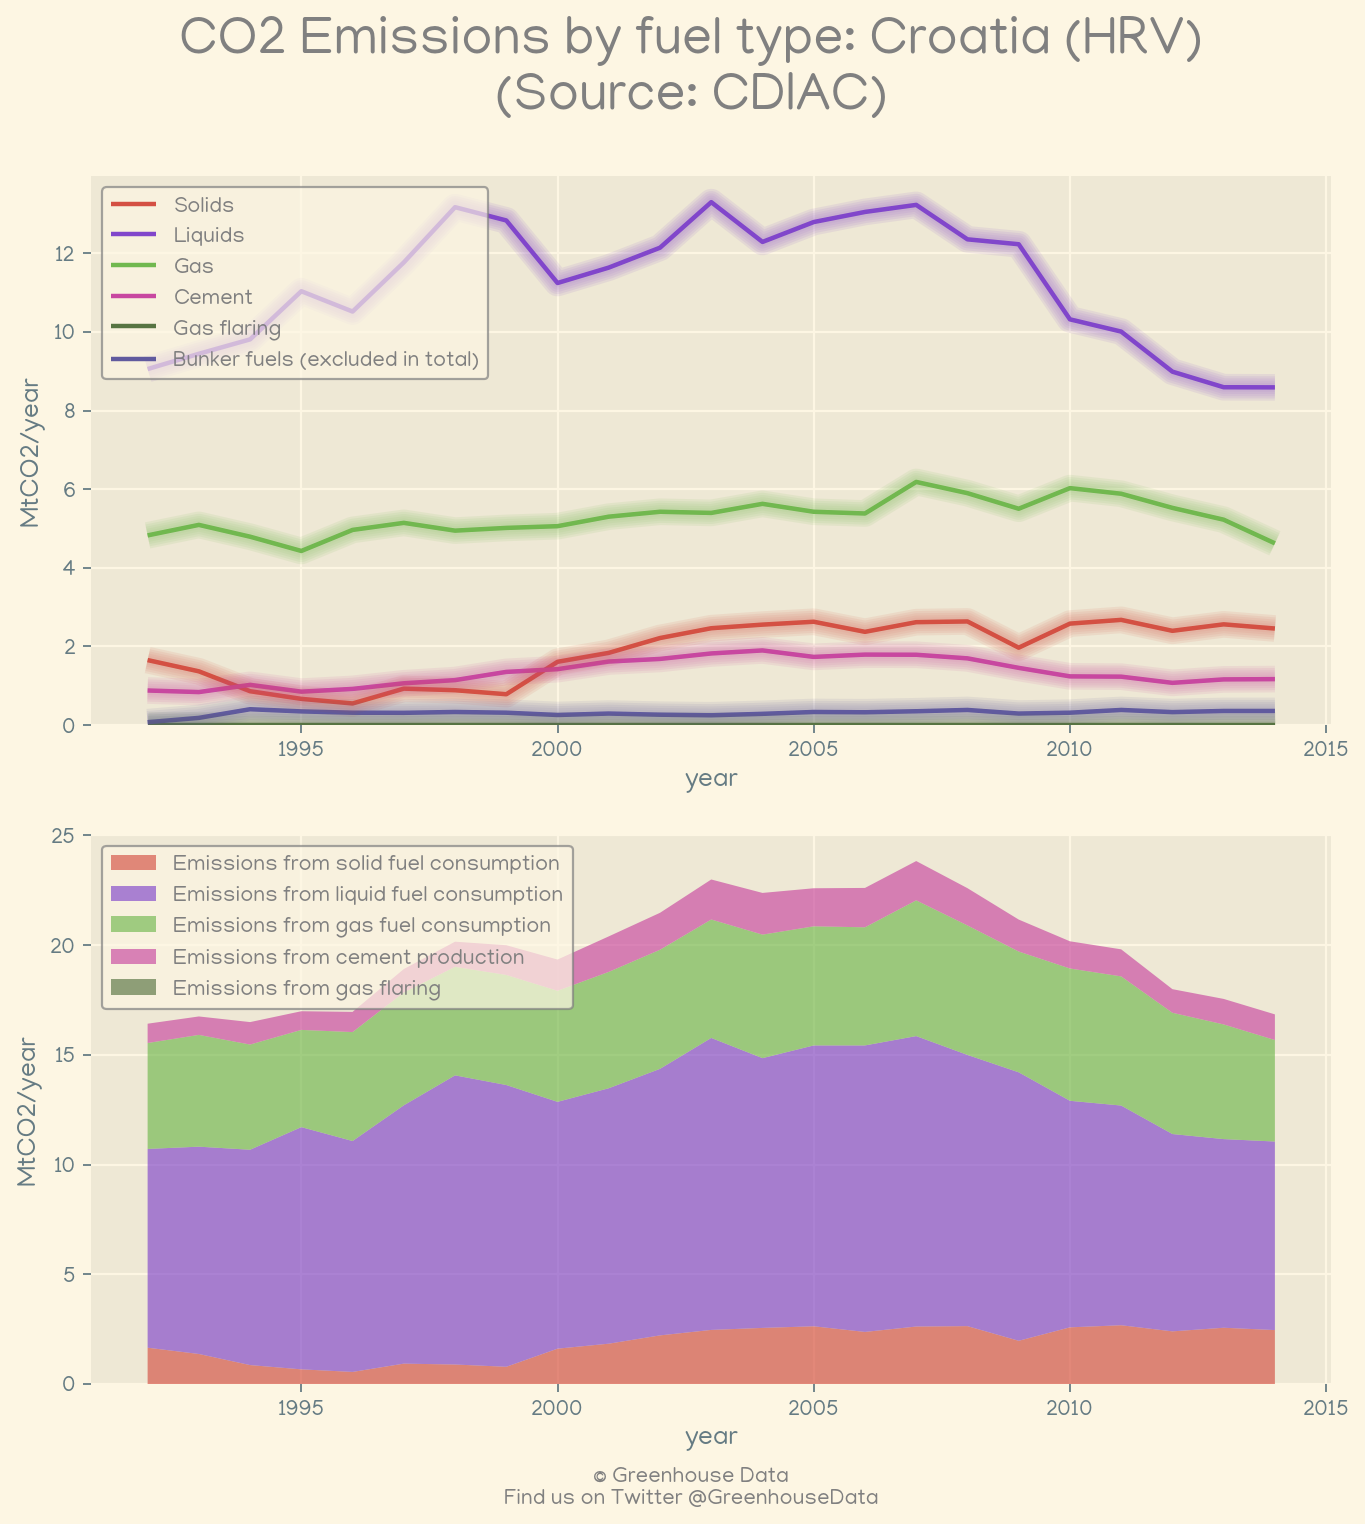 CO2 Emissions by fuel type: Croatia (HRV)
(Source: CDIAC)
Solids
Liquids
Gas
Cement
Gas flaring
Bunker fuels (excluded in total)
MtCO2/year
12
10
8
6
4
2
0
1995 2000 2005 2010 2015
year
Emissions from solid fuel consumption
Emissions from liquid fuel consumption
Emissions from gas fuel consumption
Emissions from cement production
Emissions from gas flaring
MtCO2/year
25
20
15
10
5
0
1995 2000 2005 2010 2015
year
© Greenhouse Data
Find us on Twitter @GreenhouseData